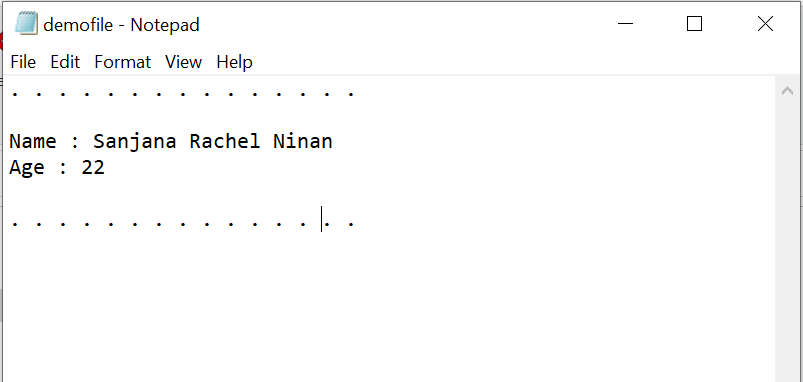 demofile - Notepad
File Edit Format View Help
. . . . . . . . . . . . . . .
Name : Sanjana Rachel Ninan
Age : 22
. . . . . . . . . . . . . . .